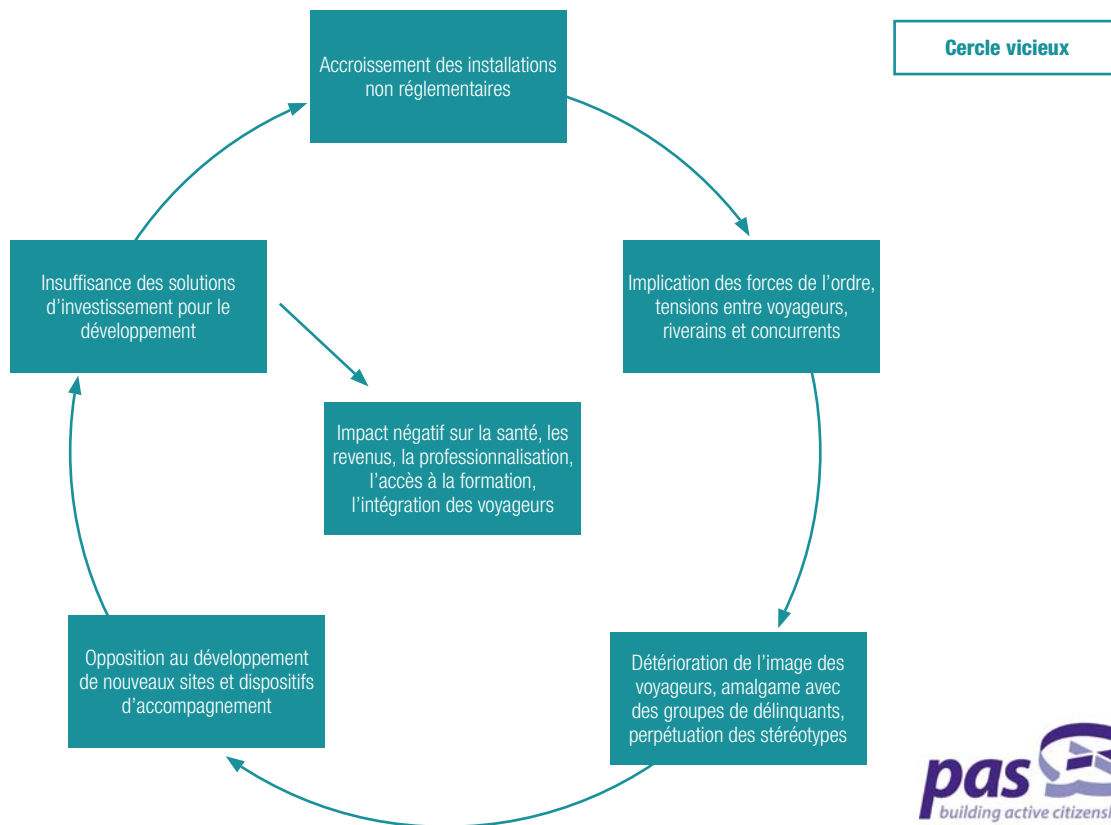 Cercle vicieux
Accroissement des installations
non réglementaires
Implication des forces de l’ordre,
tensions entre voyageurs,
riverains et concurrents
Détérioration de l’image des
voyageurs, amalgame avec
des groupes de délinquants,
perpétuation des stéréotypes
Opposition au développement
de nouveaux sites et dispositifs
d’accompagnement
Insuffisance des solutions
d’investissement pour le
développement
Impact négatif sur la santé, les
revenus, la professionnalisation,
l’accès à la formation,
l’intégration des voyageurs
pas
building active citizensh